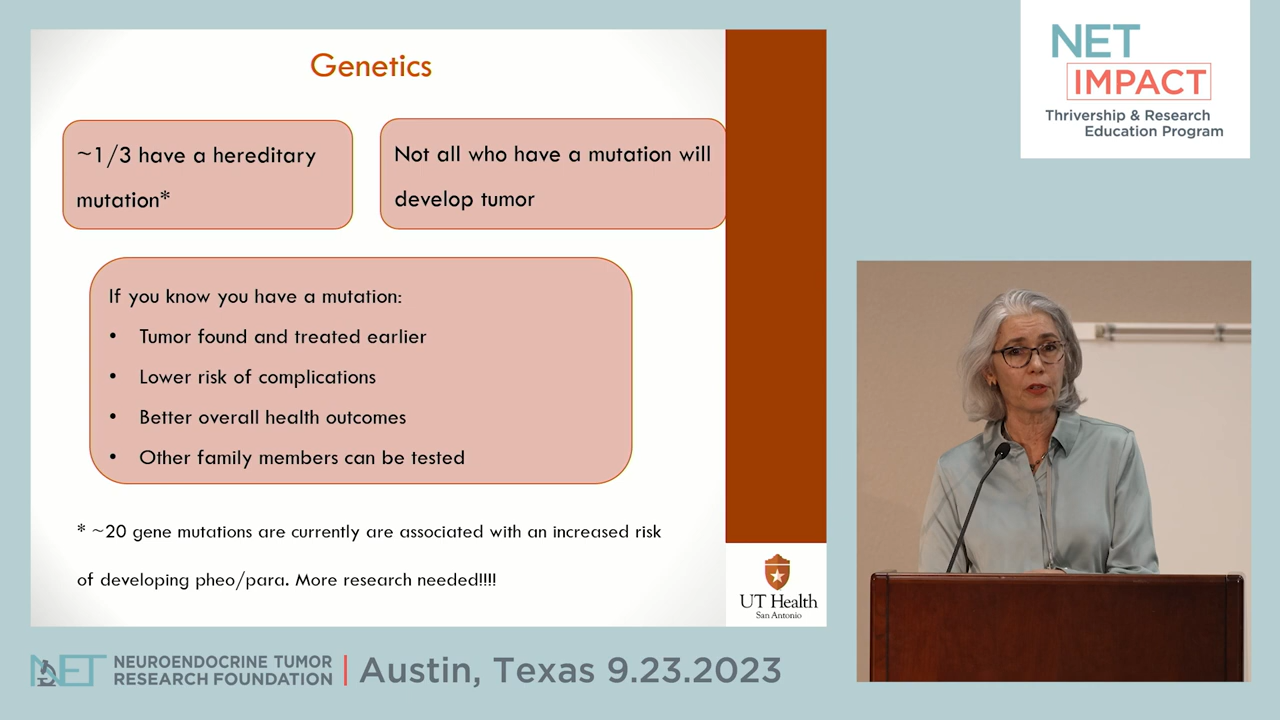 Genetics
~1/3 have a hereditary
mutation*
Not all who have a mutation will
develop tumor
If you know you have a mutation:
• Tumor found and treated earlier
• Lower risk of complications
• Better overall health outcomes
• Other family members can be tested
* ~20 gene mutations are currently are associated with an increased risk
of developing pheo/para. More research needed!!!!
UT Health
San Antonio
NET
IMPACT
Thrivership & Research
Education Program
NET
NEUROENDOCRINE TUMOR
RESEARCH FOUNDATION
Austin, Texas 9.23.2023